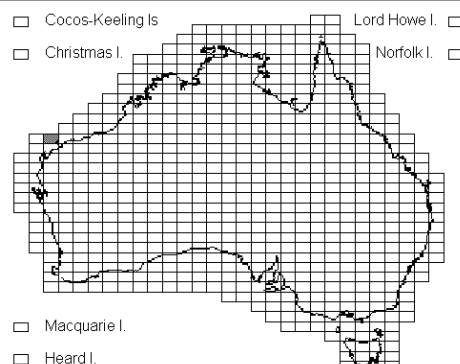 Cocos-Keeling Is
Lord Howe I.
Christmas I.
Norfolk I.
Macquarie I.
Heard I.